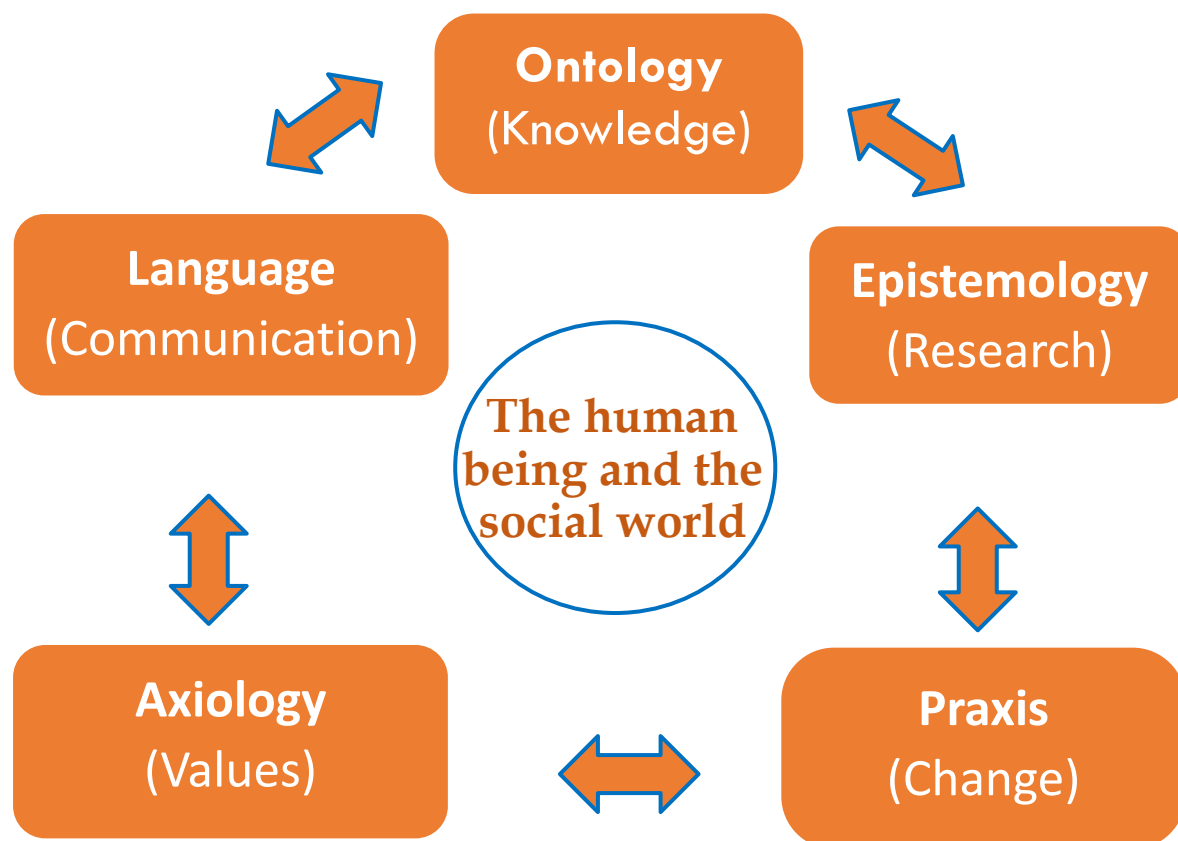 Ontology
(Knowledge)
Language
(Communication)
Epistemology
(Research)
The human
being and the
social world
Axiology
(Values)
Praxis
(Change)